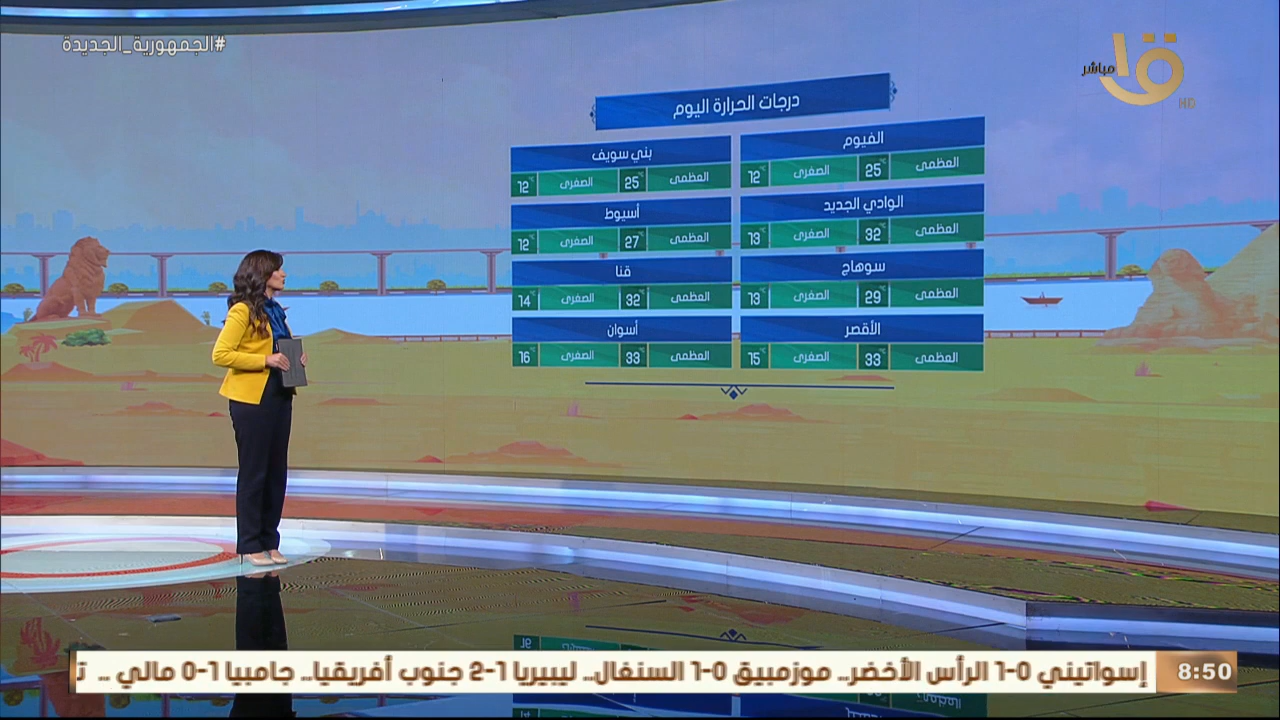 #الجمهورية_الجديدة
مباشر
HD
درجات الحرارة اليوم
الفيوم
العظمى 25°c الصغرى 12°c
بني سويف
العظمى 25°c الصغرى 12°c
الوادي الجديد
العظمى 32°c الصغرى 13°c
أسيوط
العظمى 27°c الصغرى 12°c
سوهاج
العظمى 29°c الصغرى 13°c
قنا
العظمى 32°c الصغرى 14°c
الأقصر
العظمى 33°c الصغرى 15°c
أسوان
العظمى 33°c الصغرى 16°c
8:50
إسواتيني 0-1 الرأس الأخضر.. موزمبيق 0-1 السنغال.. ليبيريا 1-2 جنوب أفريقيا.. جامبيا 1-0 مالي ..